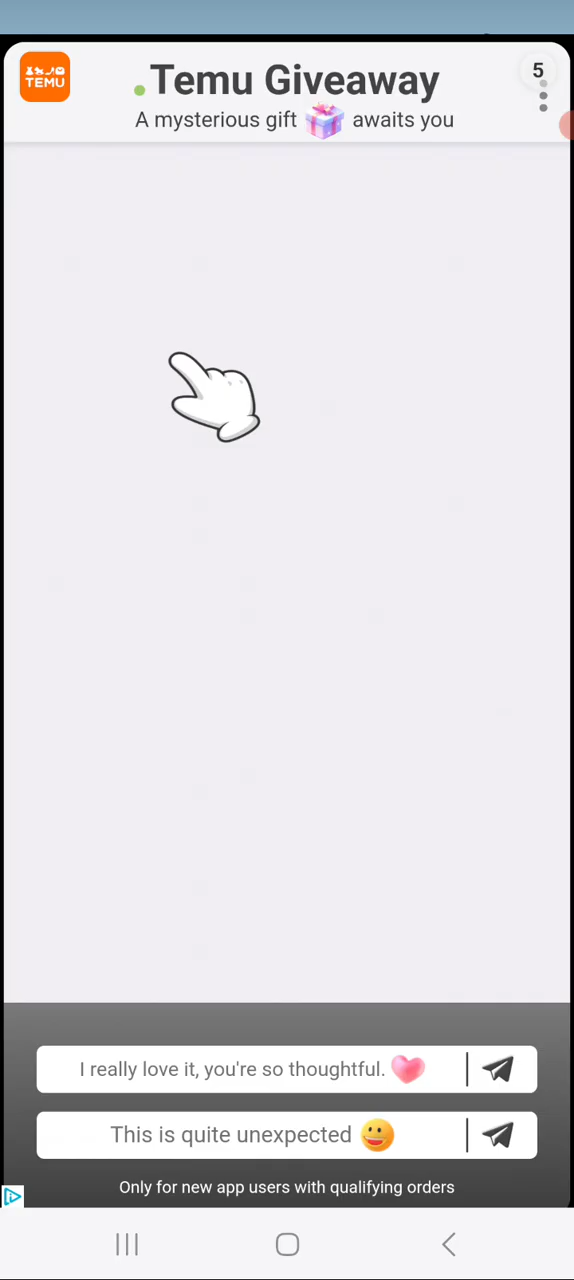 TEMU
Temu Giveaway
5
A mysterious gift awaits you
I really love it, you're so thoughtful.
This is quite unexpected
Only for new app users with qualifying orders